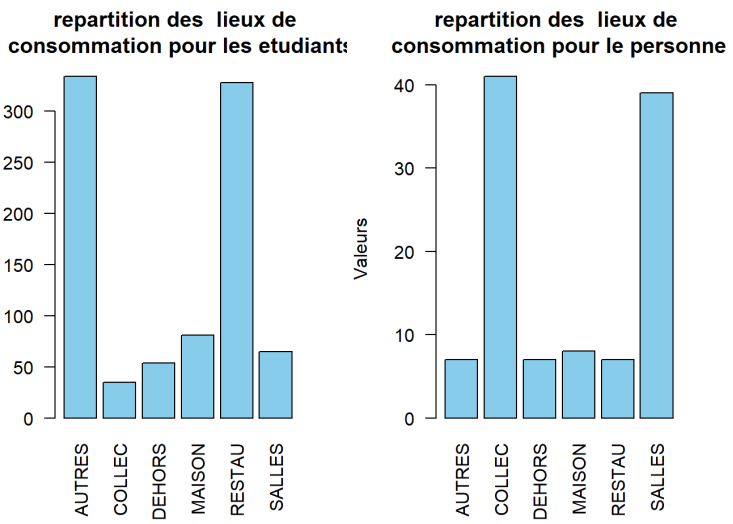 repartition des  lieux de
consommation pour les etudiants
300
250
200
150
100
50
0
AUTRES
COLLEC
DEHORS
MAISON
RESTAU
SALLES
repartition des  lieux de
consommation pour le personne
Valeurs
40
30
20
10
0
AUTRES
COLLEC
DEHORS
MAISON
RESTAU
SALLES